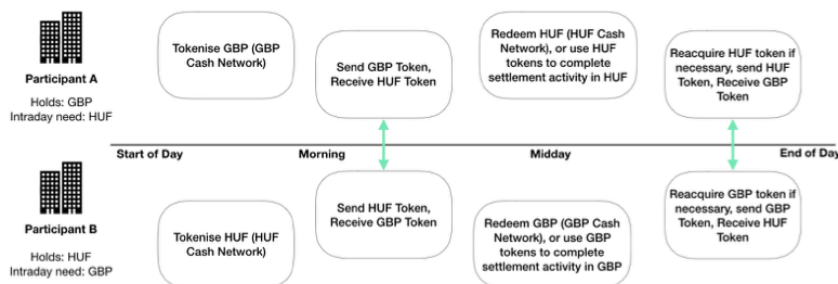 Participant A
Holds: GBP
Intraday need: HUF
Tokenise GBP (GBP
Cash Network)
Send GBP Token,
Receive HUF Token
Redeem HUF (HUF Cash
Network), or use HUF
tokens to complete
settlement activity in HUF
Reacquire HUF token if
necessary, send HUF
Token, Receive GBP
Token
Start of Day
Morning
Midday
End of Day
Participant B
Holds: HUF
Intraday need: GBP
Tokenise HUF (HUF
Cash Network)
Send HUF Token,
Receive GBP Token
Redeem GBP (GBP Cash
Network), or use GBP
tokens to complete
settlement activity in GBP
Reacquire GBP token if
necessary, send GBP
Token, Receive HUF
Token